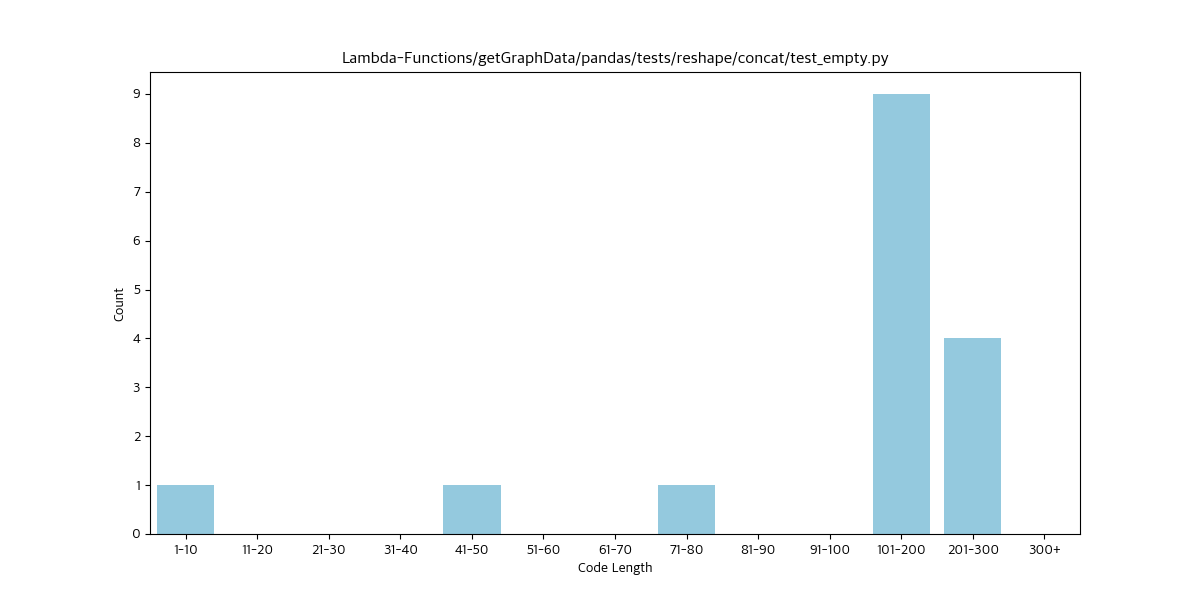 Lambda-Functions/getGraphData/pandas/tests/reshape/concat/test_empty.py
9
8
7
6
5
4
3
2
1
0
Count
1-10 11-20 21-30 31-40 41-50 51-60 61-70 71-80 81-90 91-100 101-200 201-300 300+
Code Length